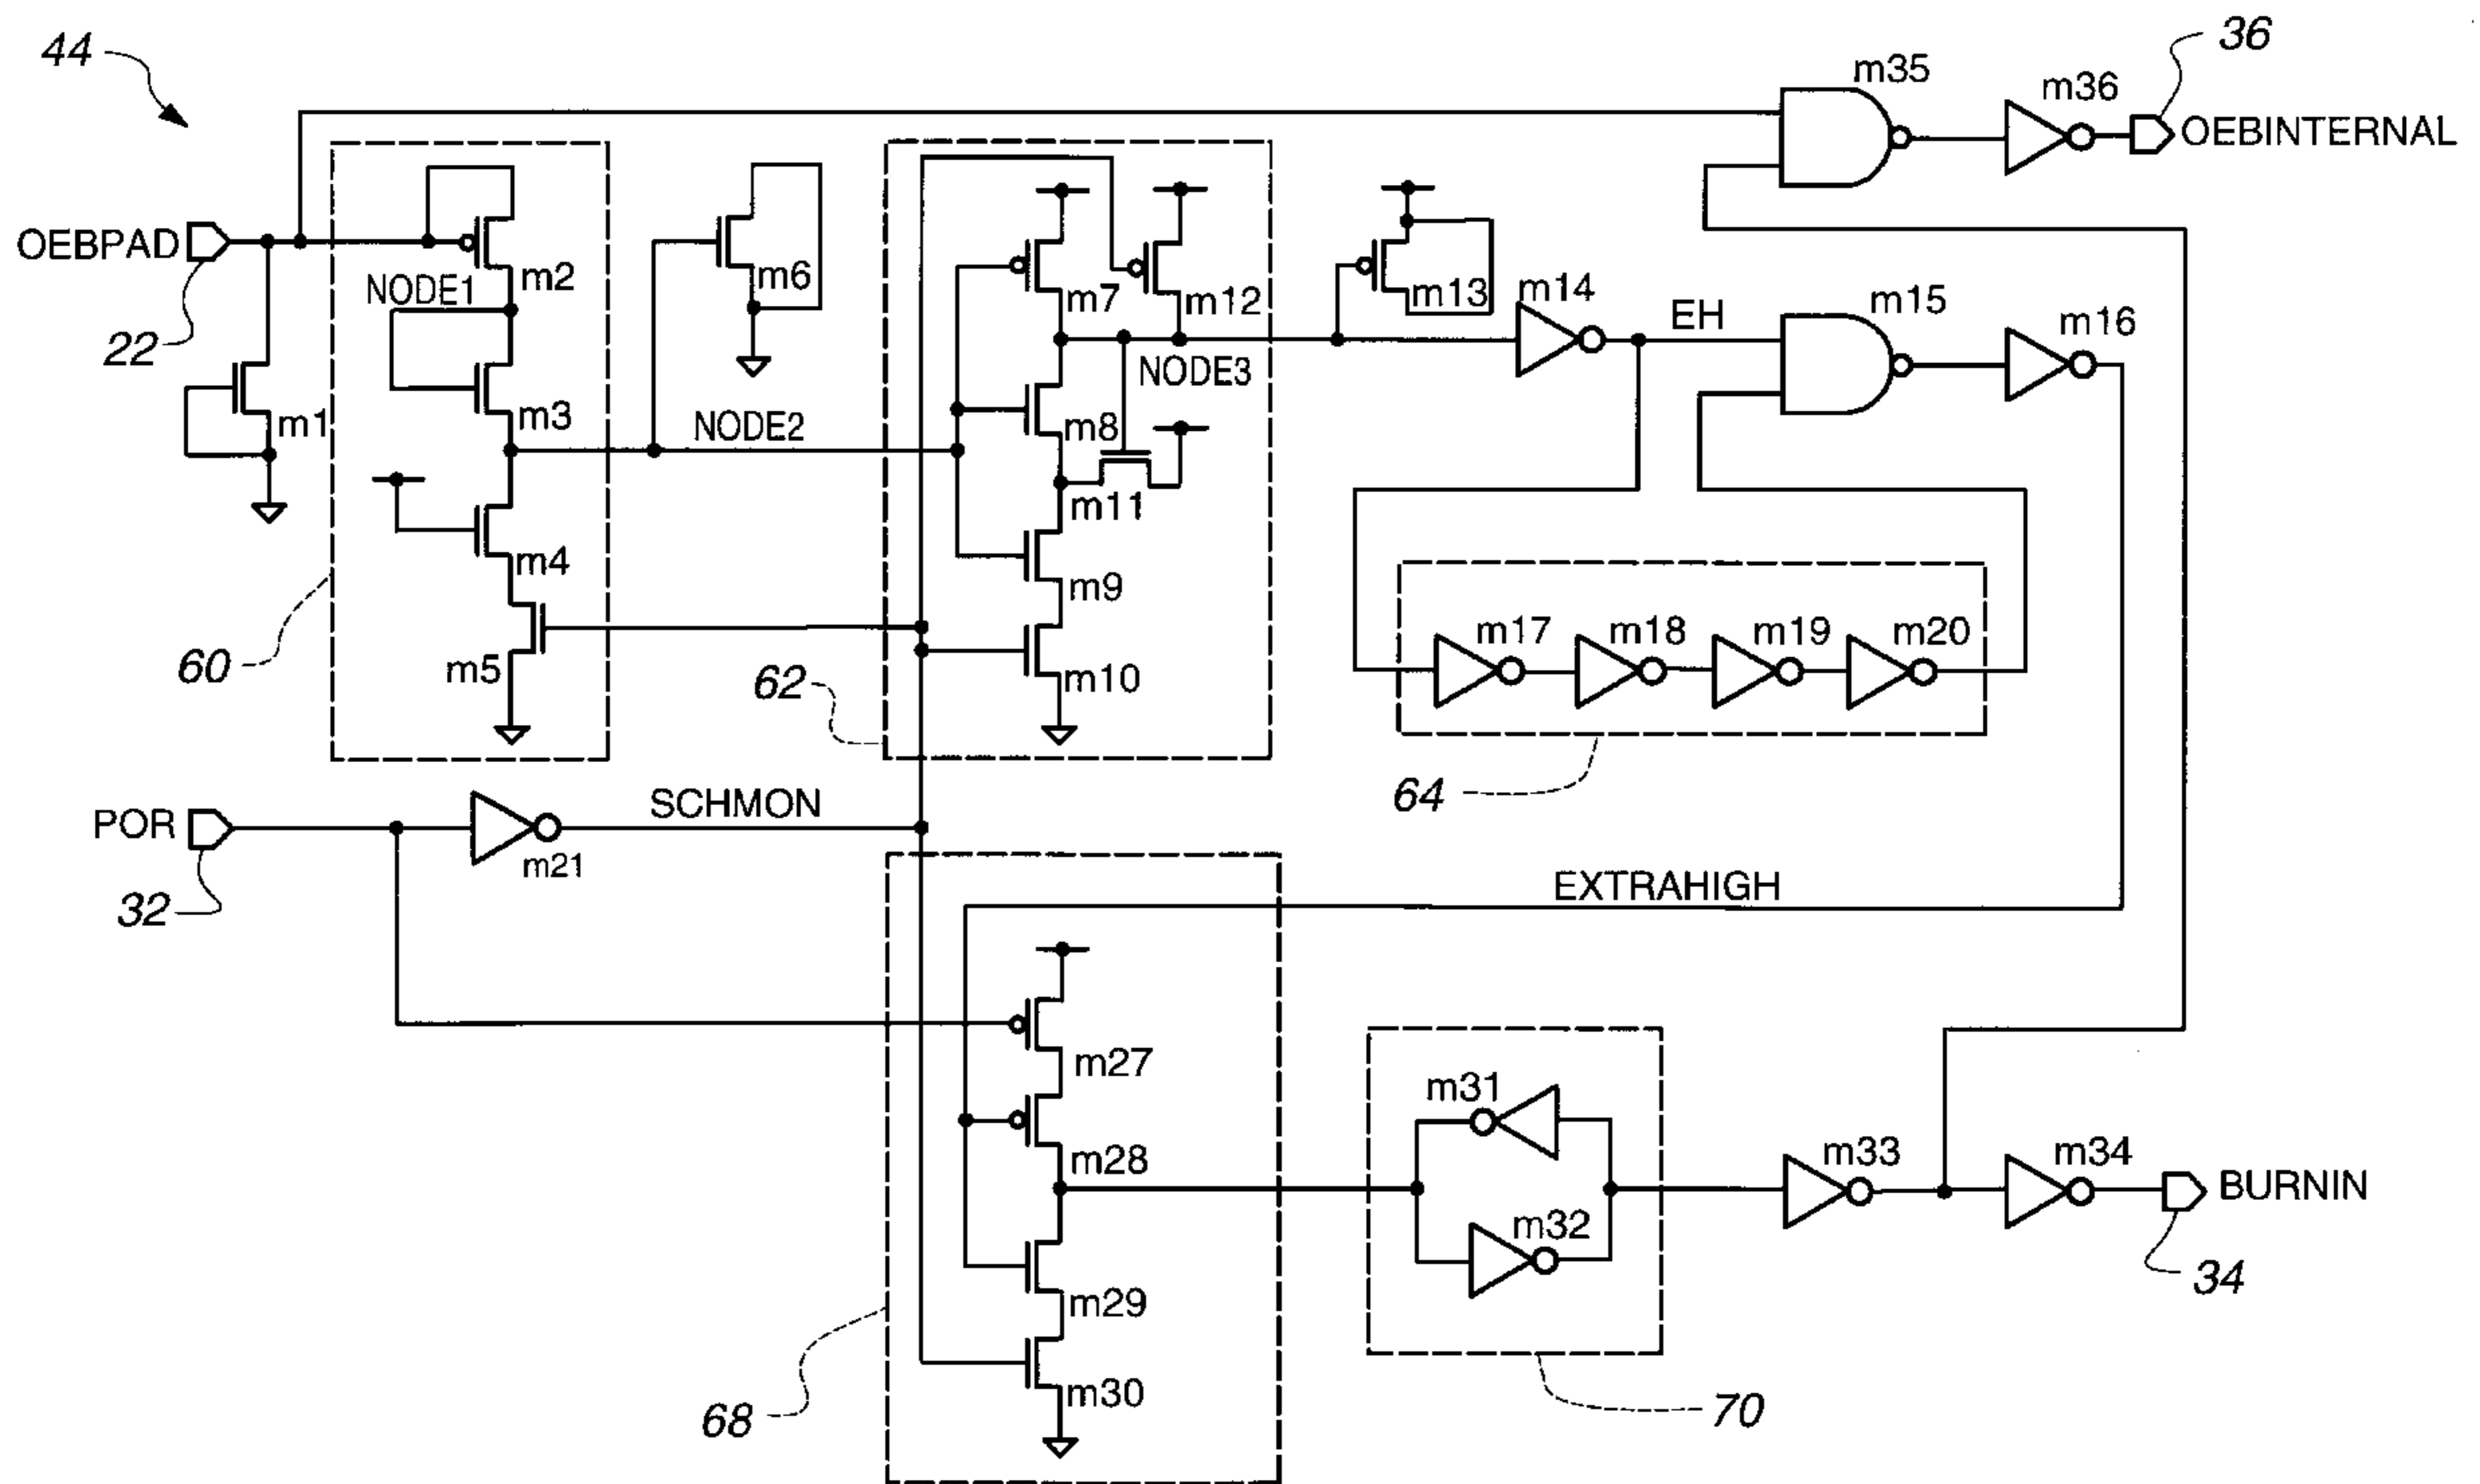 44
36
m35
m36
OEBINTERNAL
OEBPAD
22
m1
NODE1
m2
m3
m4
m5
60
NODE2
m6
m7
m12
m8
NODE3
m11
m9
m10
62
m13
m14
EH
m15
m16
m17
m18
m19
m20
64
POR
32
m21
SCHMON
EXTRAHIGH
m27
m28
m29
m30
68
m31
m32
70
m33
m34
BURNIN
34